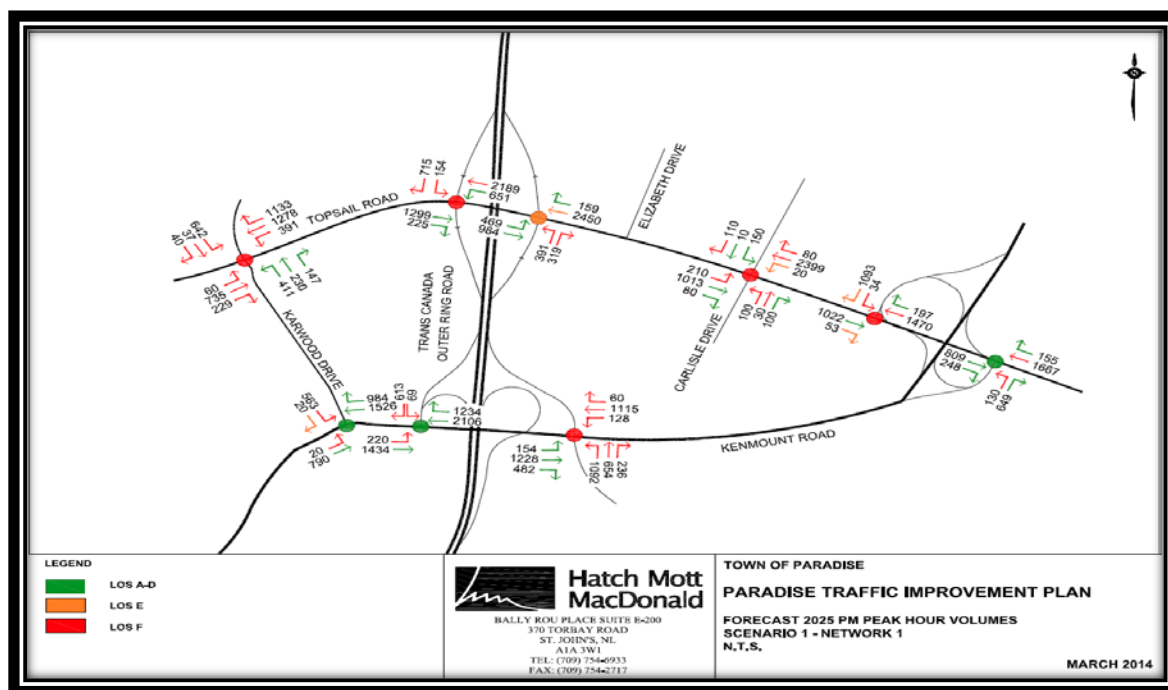 715
154
2189
651
159
2450
TOPSAIL ROAD
1299
225
469
984
391
319
ELIZABETH DRIVE
642
37
40
1133
1278
391
147
230
411
735
229
110
10
150
80
2399
20
210
1013
80
100
30
100
1093
34
197
1470
1022
53
TRANS CANADA
OUTER RING ROAD
CARLISLE DRIVE
KARWOOD DRIVE
809
248
155
1667
130
649
563
20
984
1526
613
69
1234
2106
60
1115
128
20
790
220
1434
154
1228
482
1092
654
236
KENMOUNT ROAD
LEGEND
LOS A-D
LOS E
LOS F
Hatch Mott
MacDonald
BALLY ROU PLACE SUITE E-200
370 TORBAY ROAD
ST. JOHN'S, NL
A1A 3W1
TEL: (709) 754-6933
FAX: (709) 754-2717
TOWN OF PARADISE
PARADISE TRAFFIC IMPROVEMENT PLAN
FORECAST 2025 PM PEAK HOUR VOLUMES
SCENARIO 1 - NETWORK 1
N.T.S.
MARCH 2014